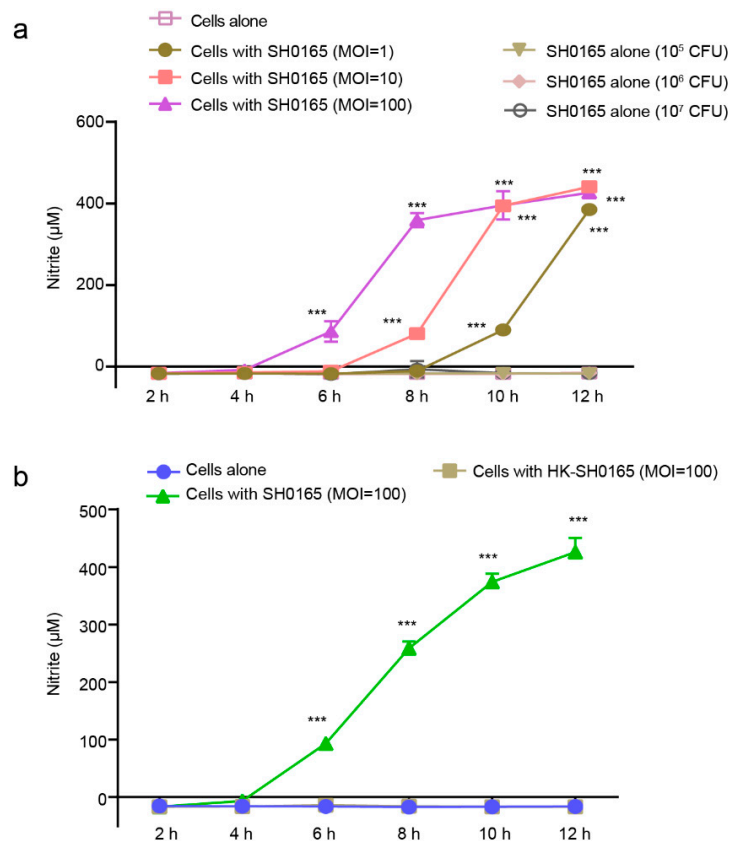 a
Cells alone
Cells with SH0165 (MOI=1)
Cells with SH0165 (MOI=10)
Cells with SH0165 (MOI=100)
SH0165 alone (10⁵ CFU)
SH0165 alone (10⁶ CFU)
SH0165 alone (10⁷ CFU)
Nitrite (µM)
600
400
200
0
***
***
***
***
***
***
***
***
***
***
2 h 4 h 6 h 8 h 10 h 12 h
b
Cells alone
Cells with SH0165 (MOI=100)
Cells with HK-SH0165 (MOI=100)
Nitrite (µM)
500
400
300
200
100
0
***
***
***
***
2 h 4 h 6 h 8 h 10 h 12 h